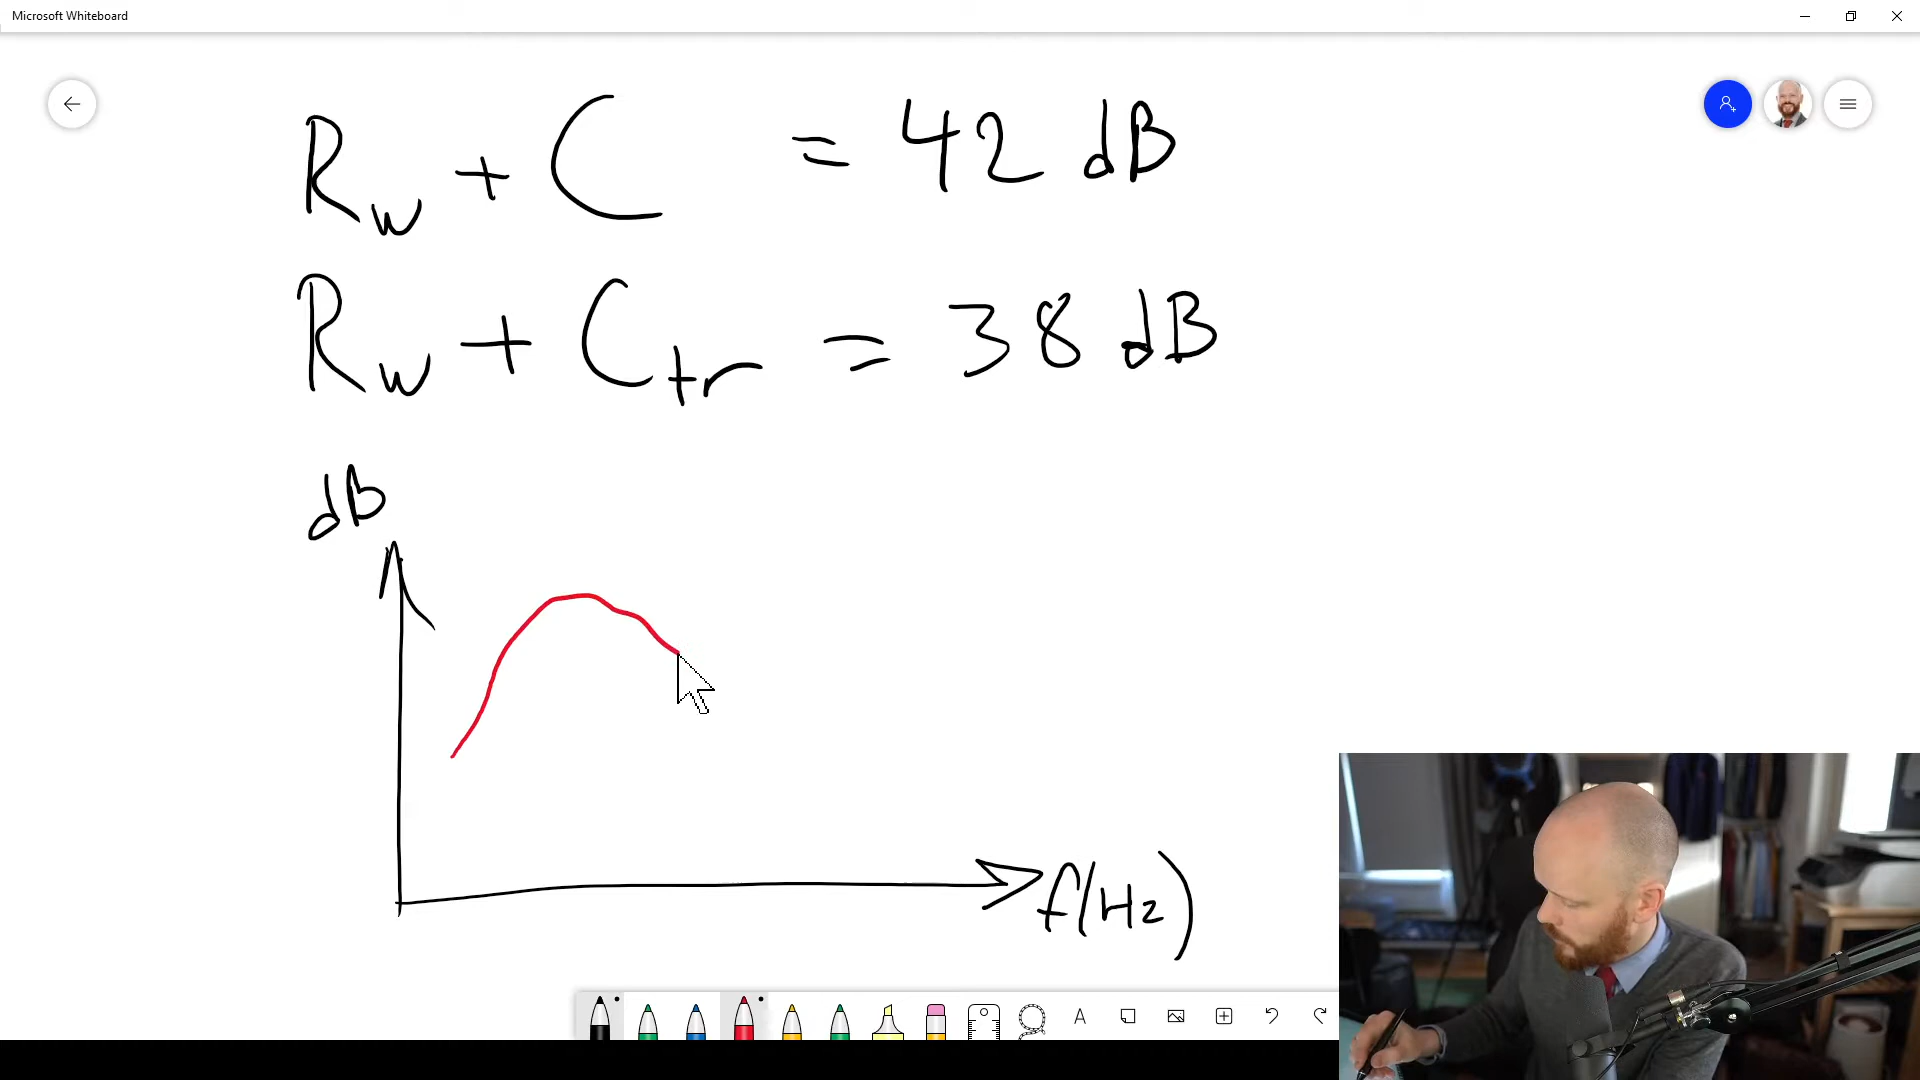 Microsoft Whiteboard
Rw + C = 42 dB
Rw + Ctr = 38 dB
dB
f(Hz)
A